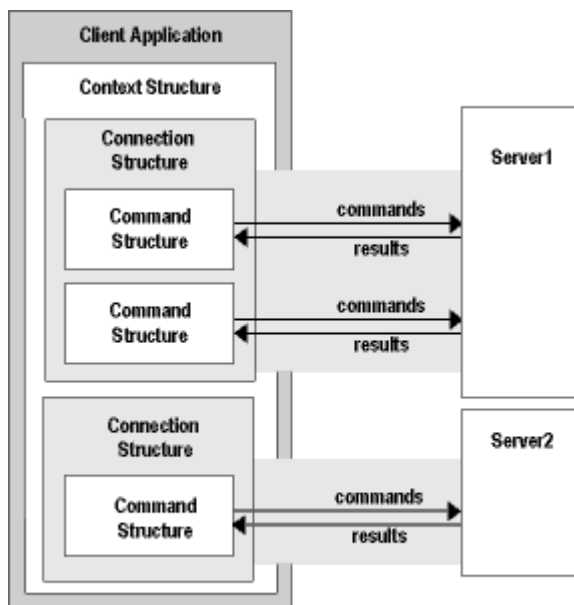 Client Application
Context Structure
Connection
Structure
Server1
Command
Structure
commands
results
Command
Structure
commands
results
Connection
Structure
Server2
Command
Structure
commands
results